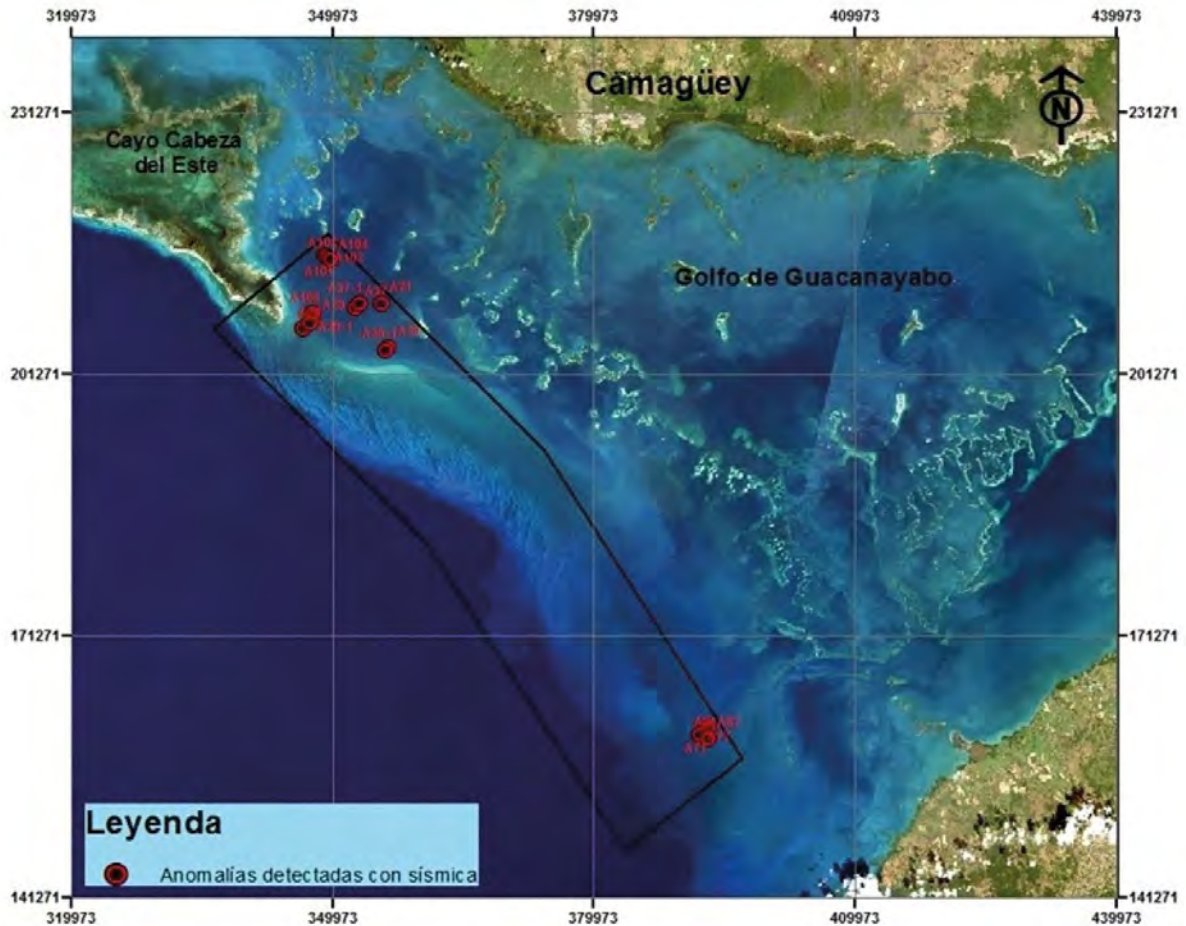 319973 349973 379973 409973 439973
Camagüey
N
231271 231271
Cayo Cabeza
del Este
Golfo de Guacanayabo
A21
201271 201271
171271 171271
Leyenda
Anomalías detectadas con sísmica
141271 141271
319973 349973 379973 409973 439973